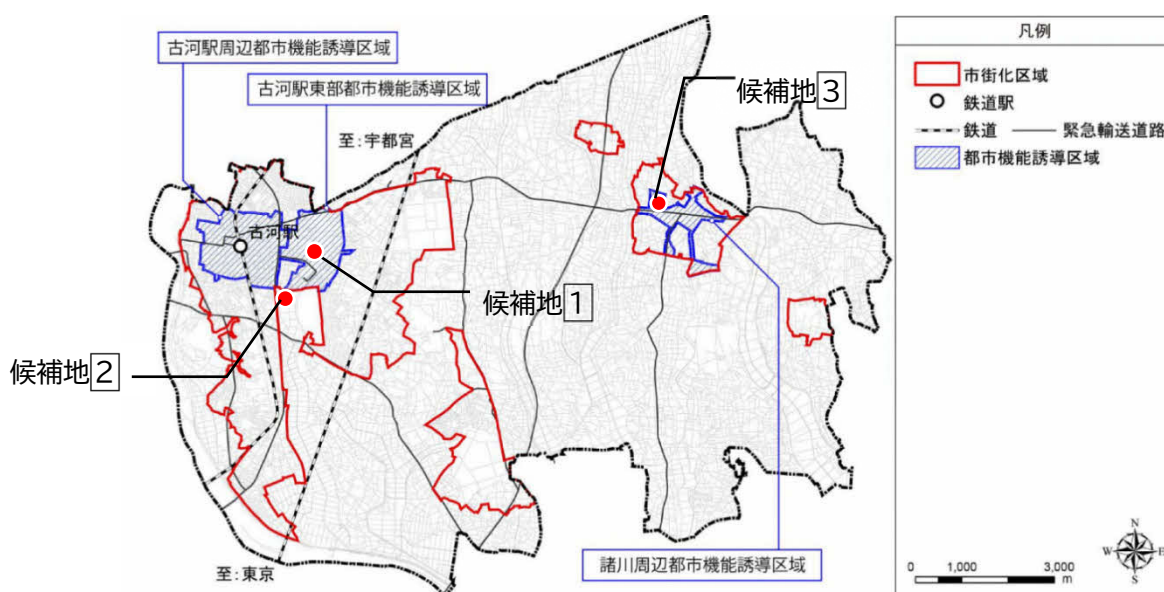 古河駅周辺都市機能誘導区域
古河駅東部都市機能誘導区域
至:宇都宮
候補地3
古河駅
候補地1
候補地2
諸川周辺都市機能誘導区域
至:東京
凡例
市街化区域
鉄道駅
鉄道 緊急輸送道路
都市機能誘導区域
N
W E
S
0 1,000 3,000
m